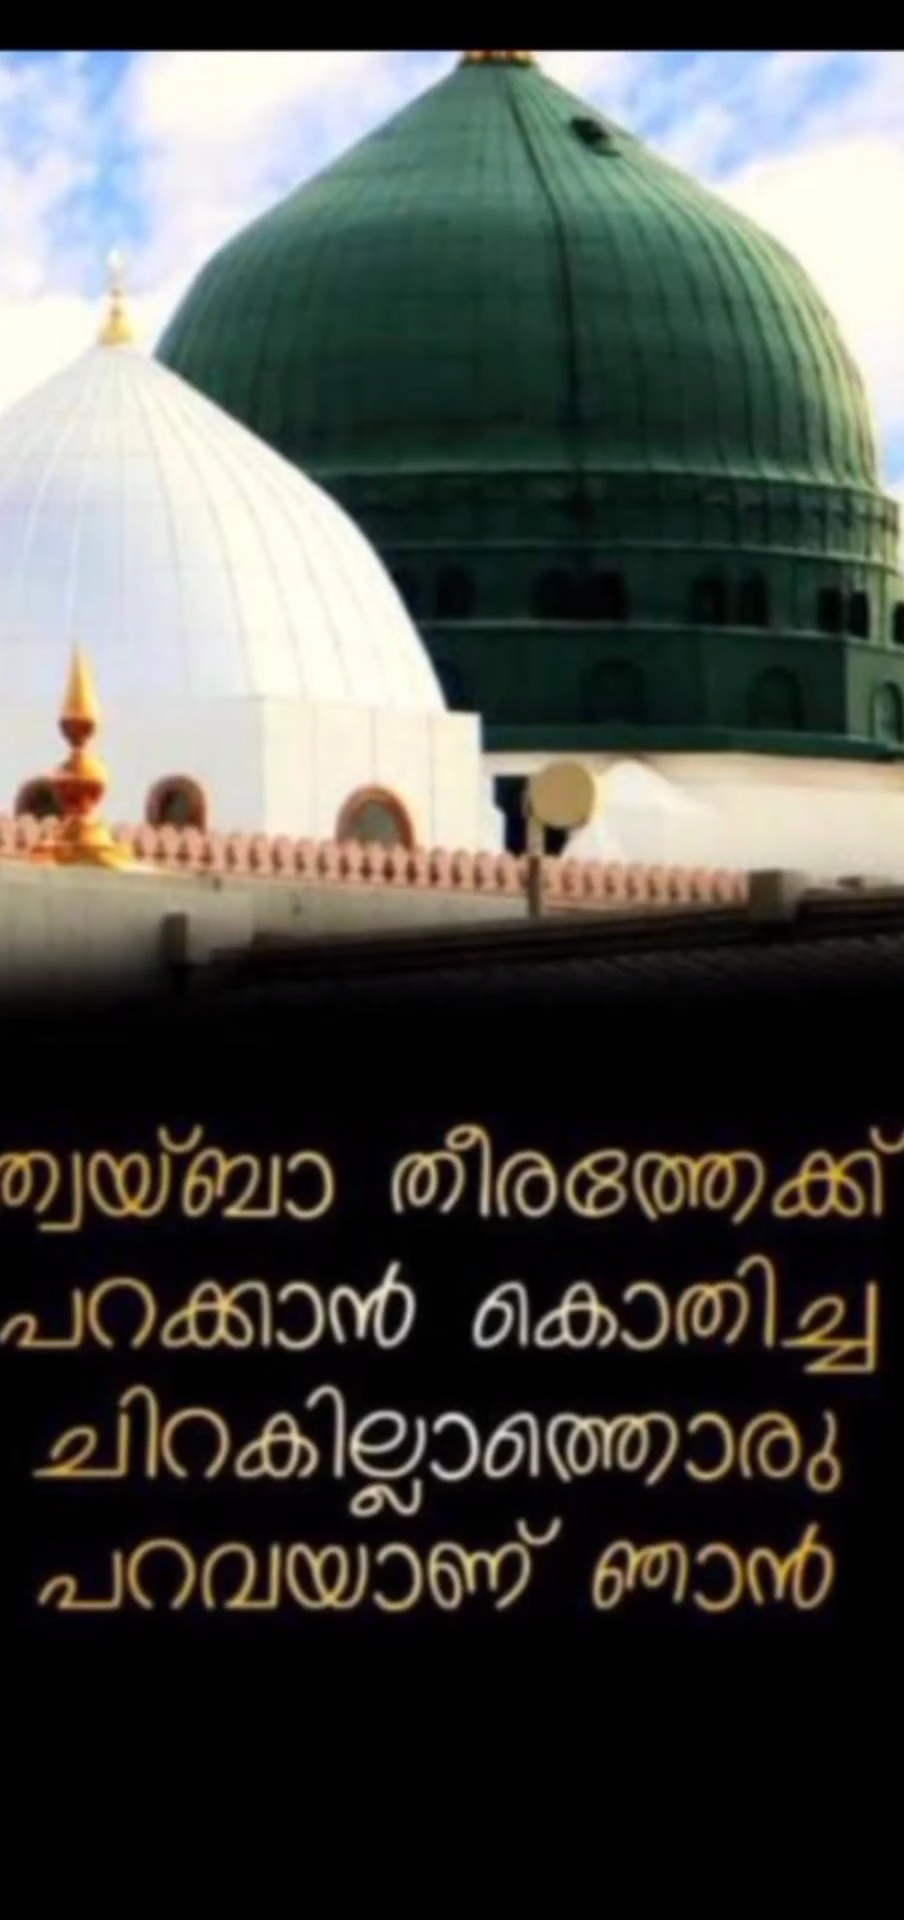 ത്വയ്ബാ തീരത്തേക്ക്
പറക്കാൻ കൊതിച്ച
ചിറകില്ലാത്തൊരു
പറവയാണ് ഞാൻ